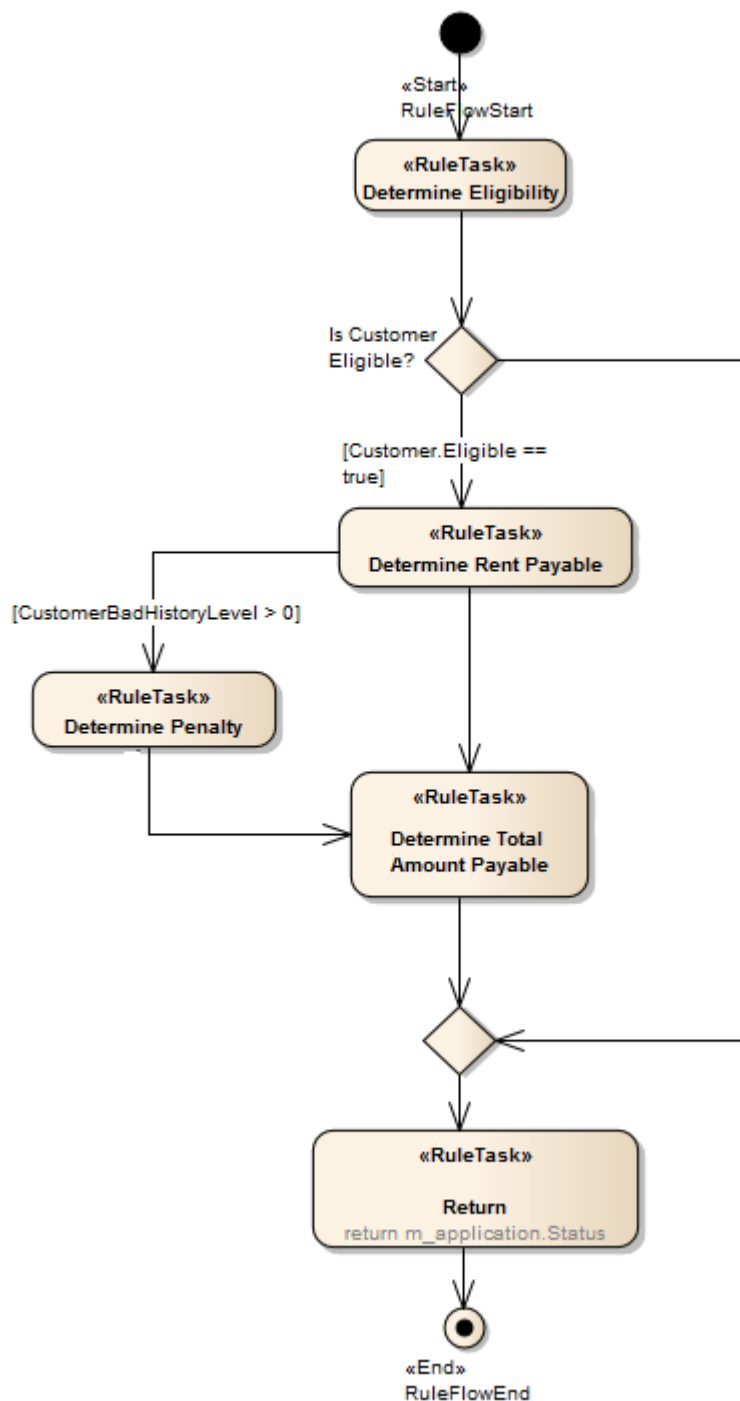 «Start»
RuleFlowStart
«RuleTask»
Determine Eligibility
Is Customer
Eligible?
[Customer.Eligible ==
true]
«RuleTask»
Determine Rent Payable
[CustomerBadHistoryLevel > 0]
«RuleTask»
Determine Penalty
«RuleTask»
Determine Total
Amount Payable
«RuleTask»
Return
return m_application.Status
«End»
RuleFlowEnd